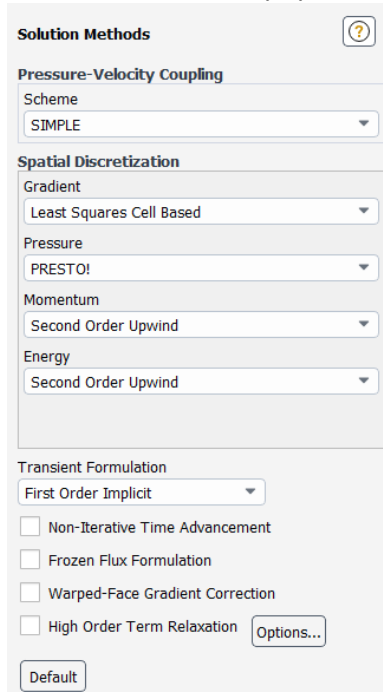 Solution Methods
?
Pressure-Velocity Coupling
Scheme
SIMPLE
Spatial Discretization
Gradient
Least Squares Cell Based
Pressure
PRESTO!
Momentum
Second Order Upwind
Energy
Second Order Upwind
Transient Formulation
First Order Implicit
Non-Iterative Time Advancement
Frozen Flux Formulation
Warped-Face Gradient Correction
High Order Term Relaxation Options...
Default